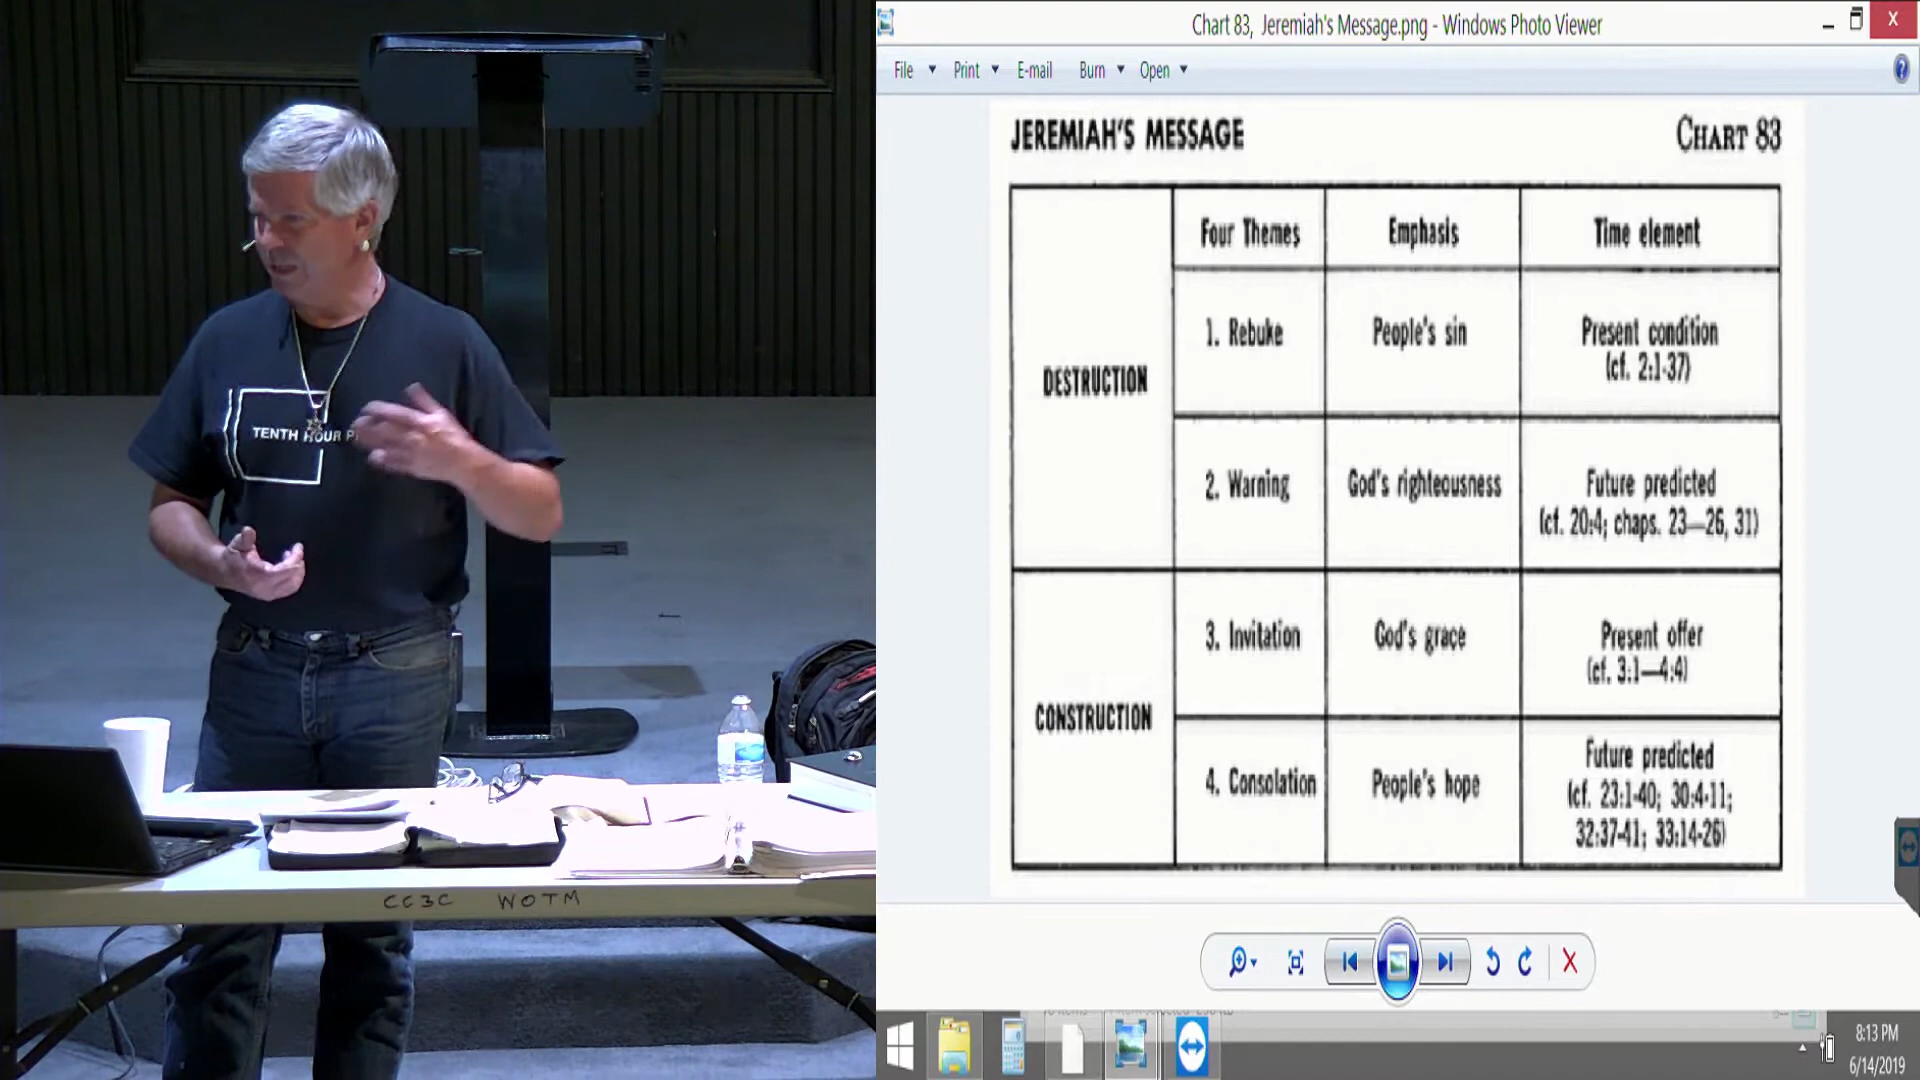 TENTH HOUR P
CC3C WOTM
Chart 83, Jeremiah's Message.png - Windows Photo Viewer
File Print E-mail Burn Open
JEREMIAH'S MESSAGE CHART 83
Four Themes Emphasis Time element
DESTRUCTION
1. Rebuke People's sin Present condition
(cf. 2:1-37)
2. Warning God's righteousness Future predicted
(cf. 20:4; chaps. 23—26, 31)
CONSTRUCTION
3. Invitation God's grace Present offer
(cf. 3:1—4:4)
4. Consolation People's hope Future predicted
(cf. 23:1-40; 30:4-11;
32:37-41; 33:14-26)
8:13 PM
6/14/2019